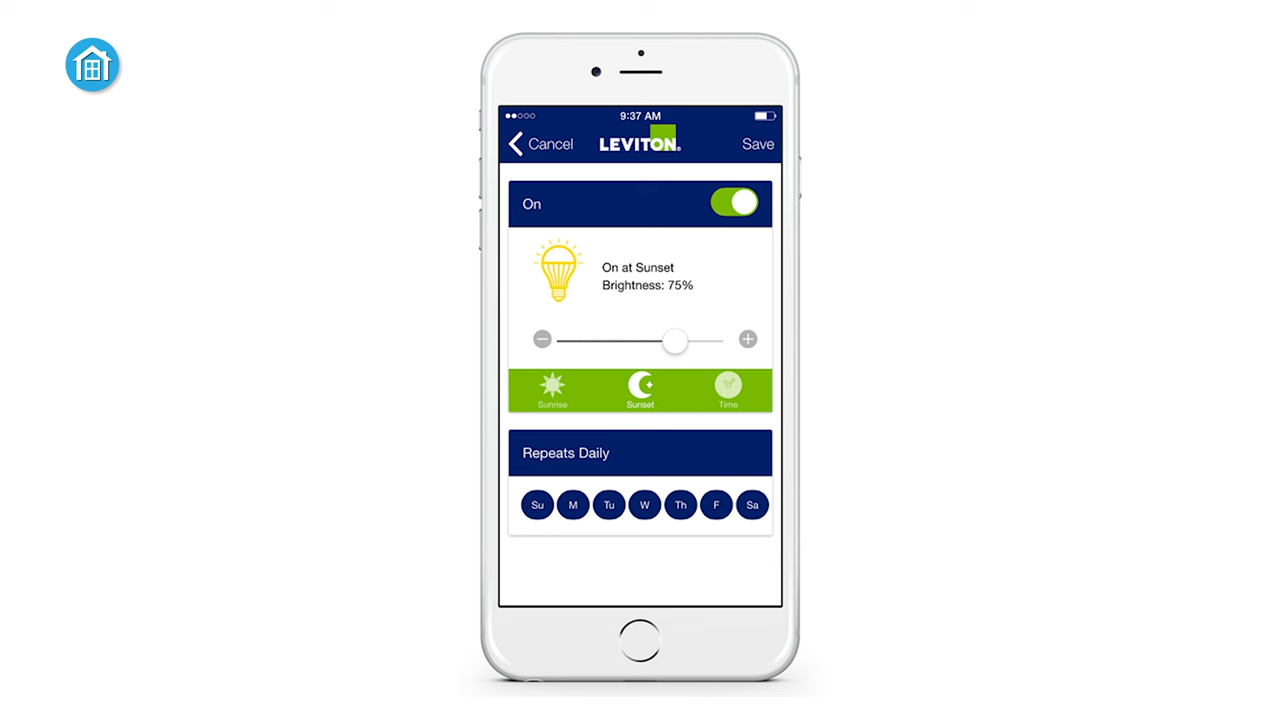 9:37 AM
Cancel
LEVITON®
Save
On
On at Sunset
Brightness: 75%
Sunrise
Sunset
Time
Repeats Daily
Su M Tu W Th F Sa